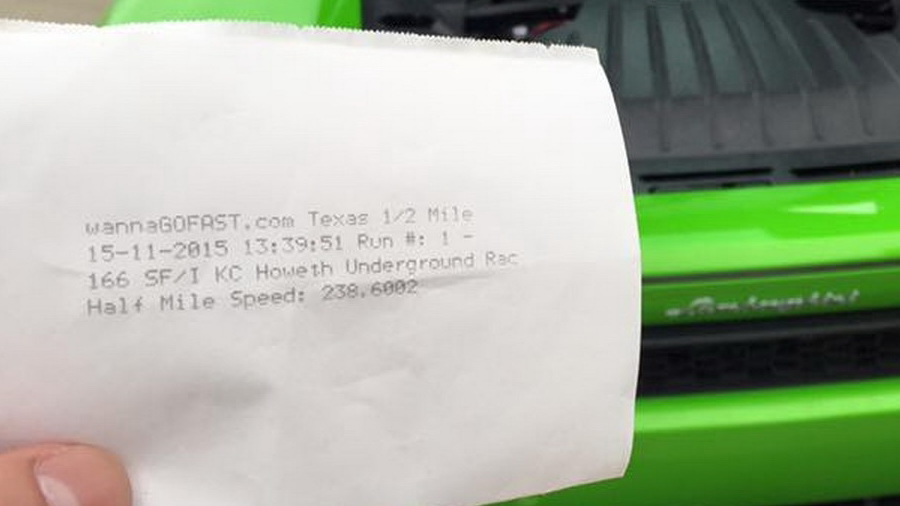 wannaGOFAST.com Texas 1/2 Mile
15-11-2015 13:39:51 Run #: 1 -
166 SF/I KC Howeth Underground Rac
Half Mile Speed: 238.6002
Lamborghini